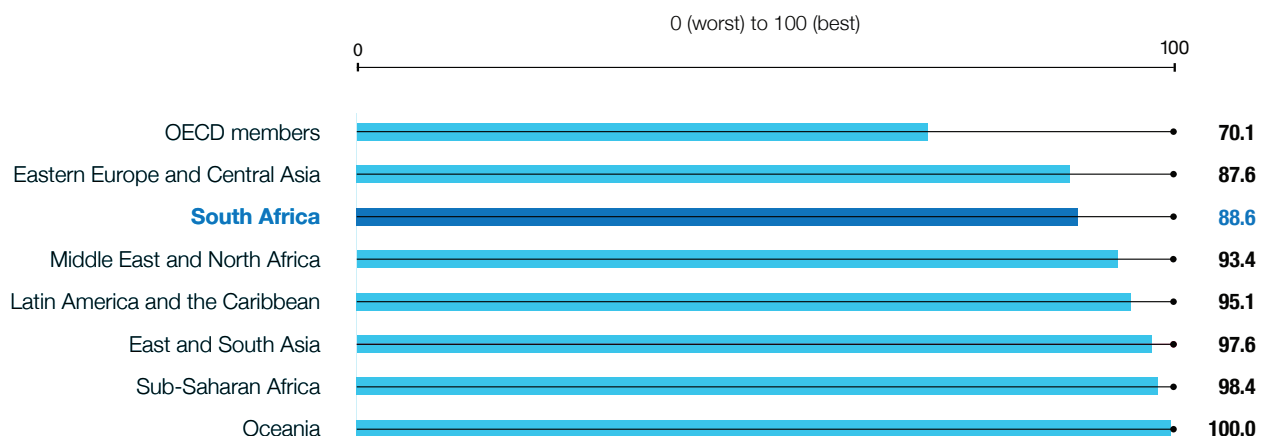 0 (worst) to 100 (best)
0 100
OECD members 70.1
Eastern Europe and Central Asia 87.6
South Africa 88.6
Middle East and North Africa 93.4
Latin America and the Caribbean 95.1
East and South Asia 97.6
Sub-Saharan Africa 98.4
Oceania 100.0